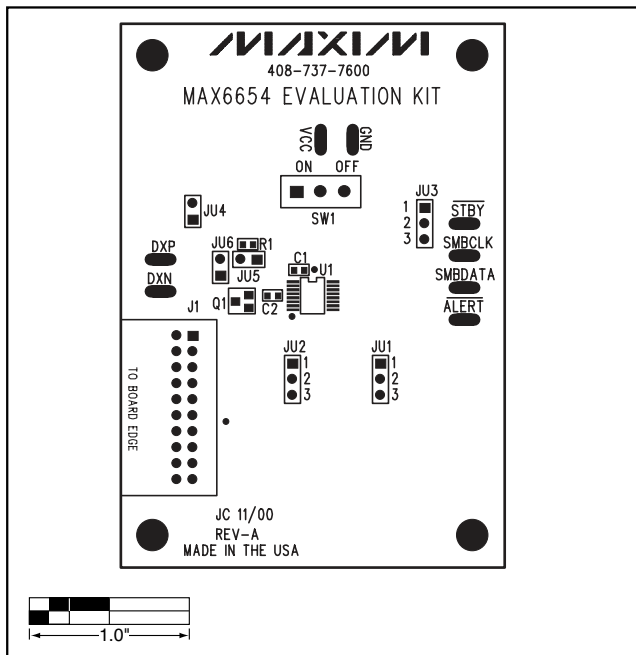 MAXIM
408-737-7600
MAX6654 EVALUATION KIT
VCC
GND
ON OFF
SW1
JU3
1
2
3
STBY
SMBCLK
SMBDATA
ALERT
JU4
DXP
DXN
JU6
R1
JU5
C1
U1
Q1
C2
J1
TO BOARD EDGE
JU2
1
2
3
JU1
1
2
3
JC 11/00
REV-A
MADE IN THE USA
1.0"